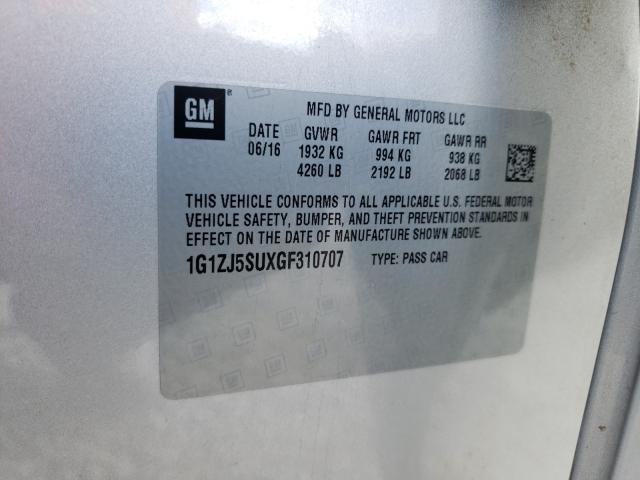 GM®
MFD BY GENERAL MOTORS LLC
DATE GVWR GAWR FRT GAWR RR
06/16 1932 KG 994 KG 938 KG
4260 LB 2192 LB 2068 LB
THIS VEHICLE CONFORMS TO ALL APPLICABLE U.S. FEDERAL MOTOR
VEHICLE SAFETY, BUMPER, AND THEFT PREVENTION STANDARDS IN
EFFECT ON THE DATE OF MANUFACTURE SHOWN ABOVE.
1G1ZJ5SUXGF310707 TYPE: PASS CAR